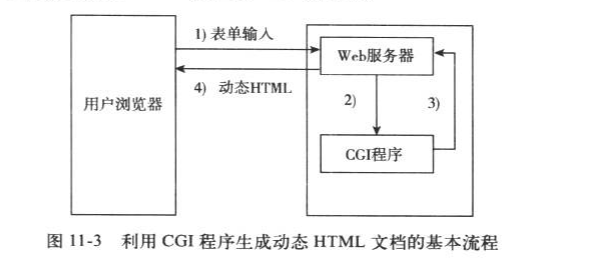 1) 表单输入
Web服务器
4) 动态HTML
用户浏览器
2)
3)
CGI程序
图 11-3 利用 CGI 程序生成动态 HTML 文档的基本流程